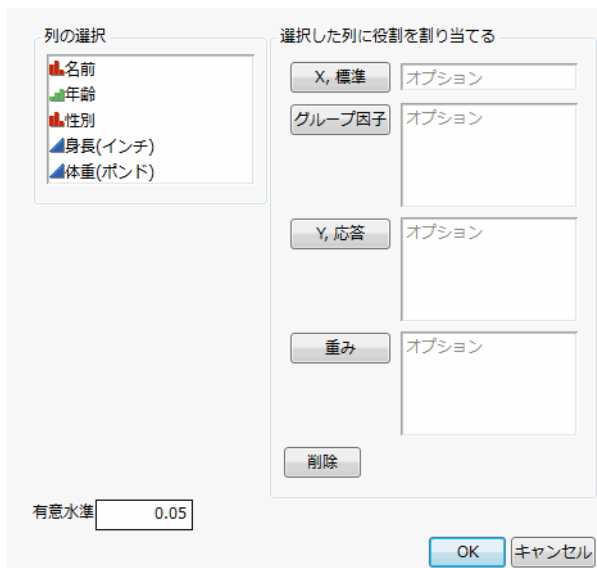 列の選択
名前
年齢
性別
身長(インチ)
体重(ポンド)
選択した列に役割を割り当てる
X, 標準 オプション
グループ因子 オプション
Y, 応答 オプション
重み オプション
削除
有意水準 0.05
OK キャンセル